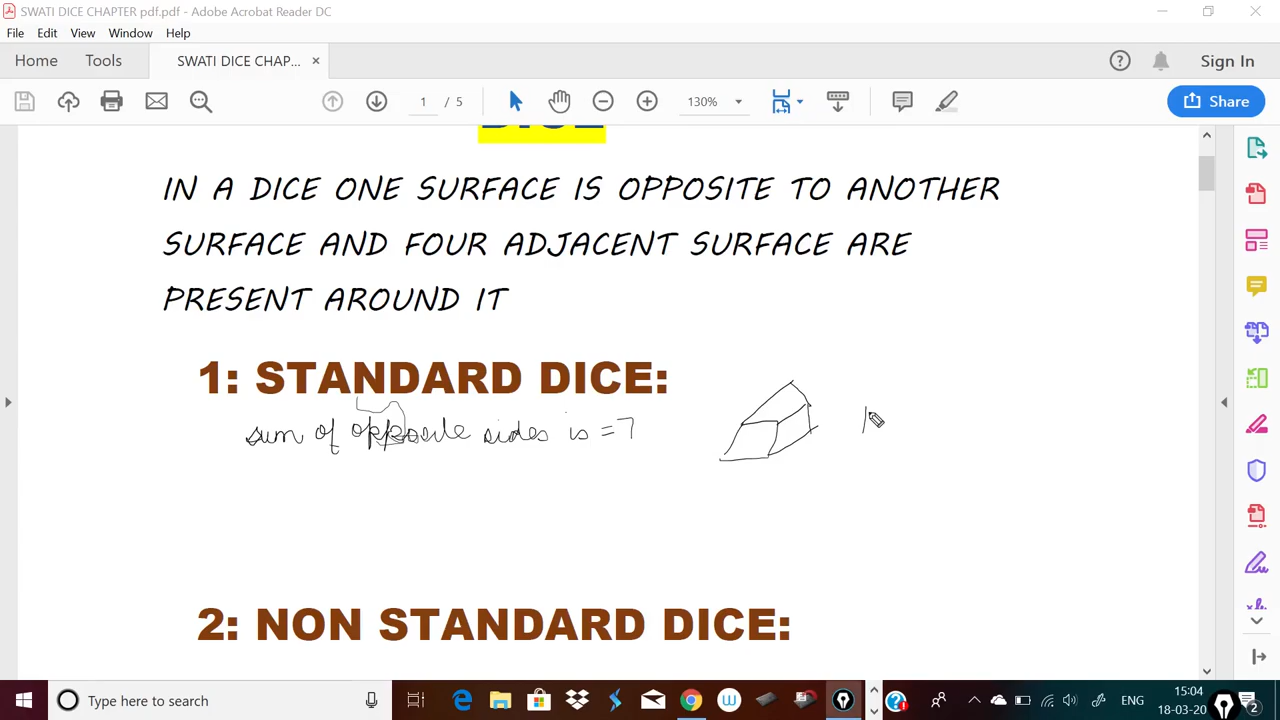 SWATI DICE CHAPTER pdf.pdf - Adobe Acrobat Reader DC
File Edit View Window Help
Home Tools SWATI DICE CHAP... × Sign In
1 / 5 130% Share
DICE
IN A DICE ONE SURFACE IS OPPOSITE TO ANOTHER
SURFACE AND FOUR ADJACENT SURFACE ARE
PRESENT AROUND IT
1: STANDARD DICE:
sum of opposite sides is = 7
2: NON STANDARD DICE:
Type here to search
ENG
15:04
18-03-20
2